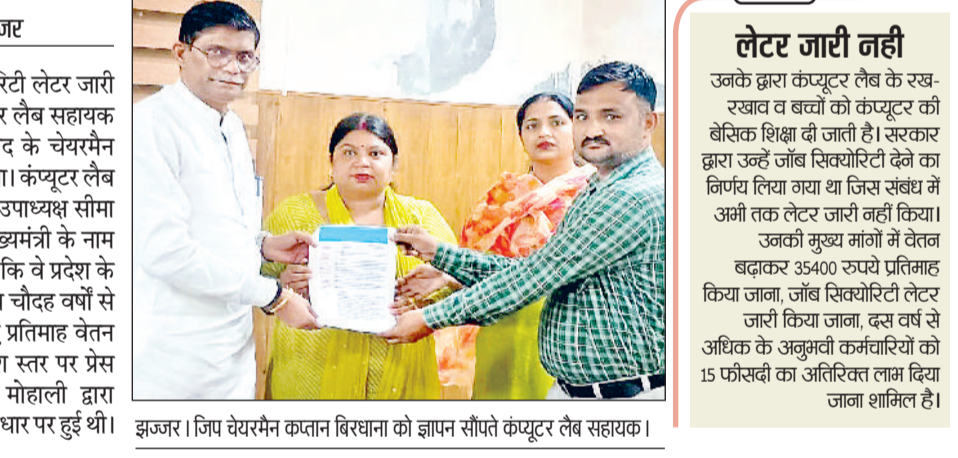 जर
रिटी लेटर जारी
र लैब सहायक
द के चेयरमैन
ा। कंप्यूटर लैब
उपाध्यक्ष सीमा
ख्यमंत्री के नाम
कि वे प्रदेश के
चौदह वर्षों से
प्रतिमाह वेतन
श स्तर पर प्रेस
मोहाली द्वारा
धार पर हुई थी।
झज्जर। जिप चेयरमैन कप्तान बिरधाना को ज्ञापन सौंपते कंप्यूटर लैब सहायक।
लेटर जारी नही
उनके द्वारा कंप्यूटर लैब के रख-
रखाव व बच्चों को कंप्यूटर की
बेसिक शिक्षा दी जाती है। सरकार
द्वारा उन्हें जॉब सिक्योरिटी देने का
निर्णय लिया गया था जिस संबंध में
अभी तक लेटर जारी नहीं किया।
उनकी मुख्य मांगों में वेतन
बढ़ाकर 35400 रुपये प्रतिमाह
किया जाना, जॉब सिक्योरिटी लेटर
जारी किया जाना, दस वर्ष से
अधिक के अनुभवी कर्मचारियों को
15 फीसदी का अतिरिक्त लाभ दिया
जाना शामिल है।